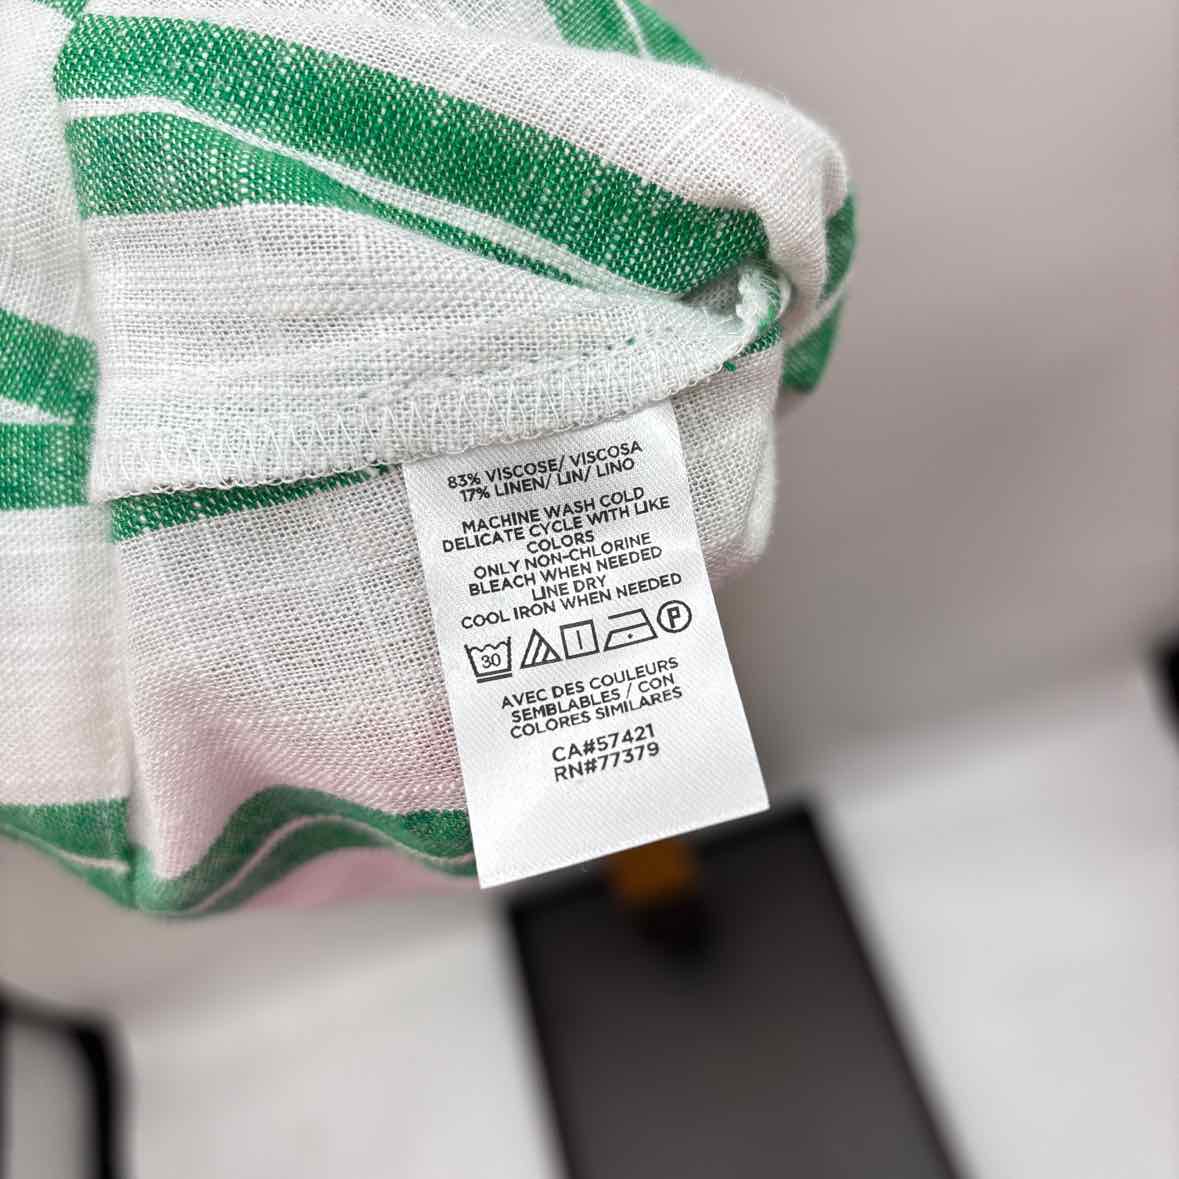 83% VISCOSE/ VISCOSA
17% LINEN/ LIN/ LINO
MACHINE WASH COLD
DELICATE CYCLE WITH LIKE
COLORS
ONLY NON-CHLORINE
BLEACH WHEN NEEDED
LINE DRY
COOL IRON WHEN NEEDED
30 P
AVEC DES COULEURS
SEMBLABLES / CON
COLORES SIMILARES
CA#57421
RN#77379